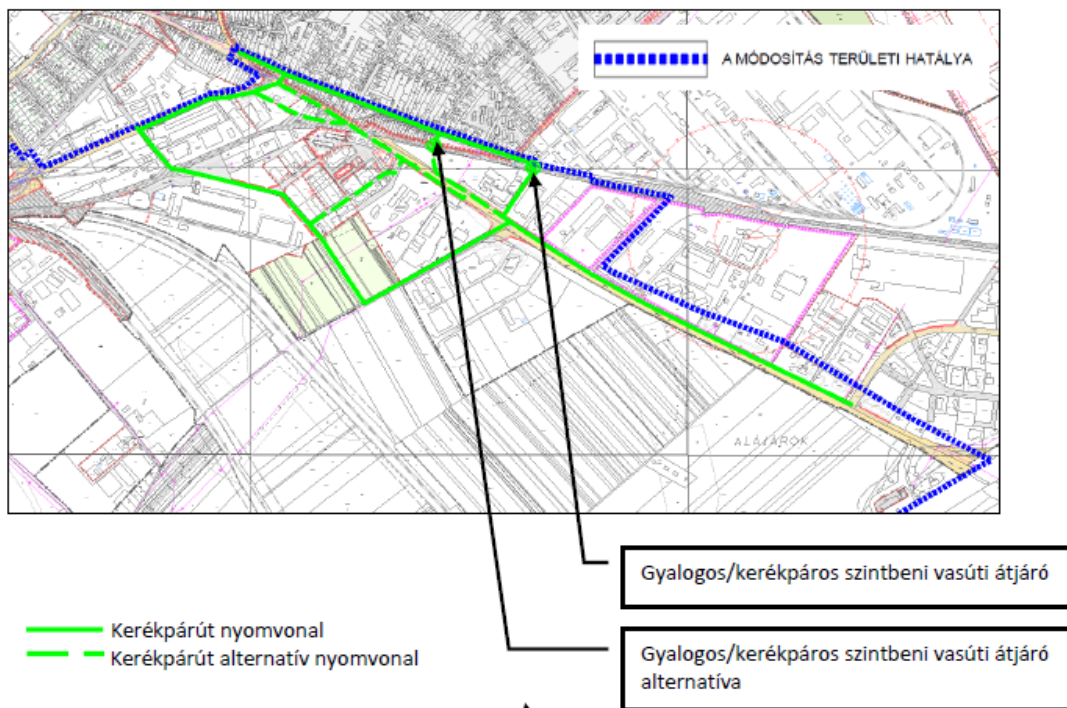 A MÓDOSÍTÁS TERÜLETI HATÁLYA
ALÁJÁRÓK
Gyalogos/kerékpáros szintbeni vasúti átjáró
Kerékpárút nyomvonal
Kerékpárút alternatív nyomvonal
Gyalogos/kerékpáros szintbeni vasúti átjáró
alternatíva